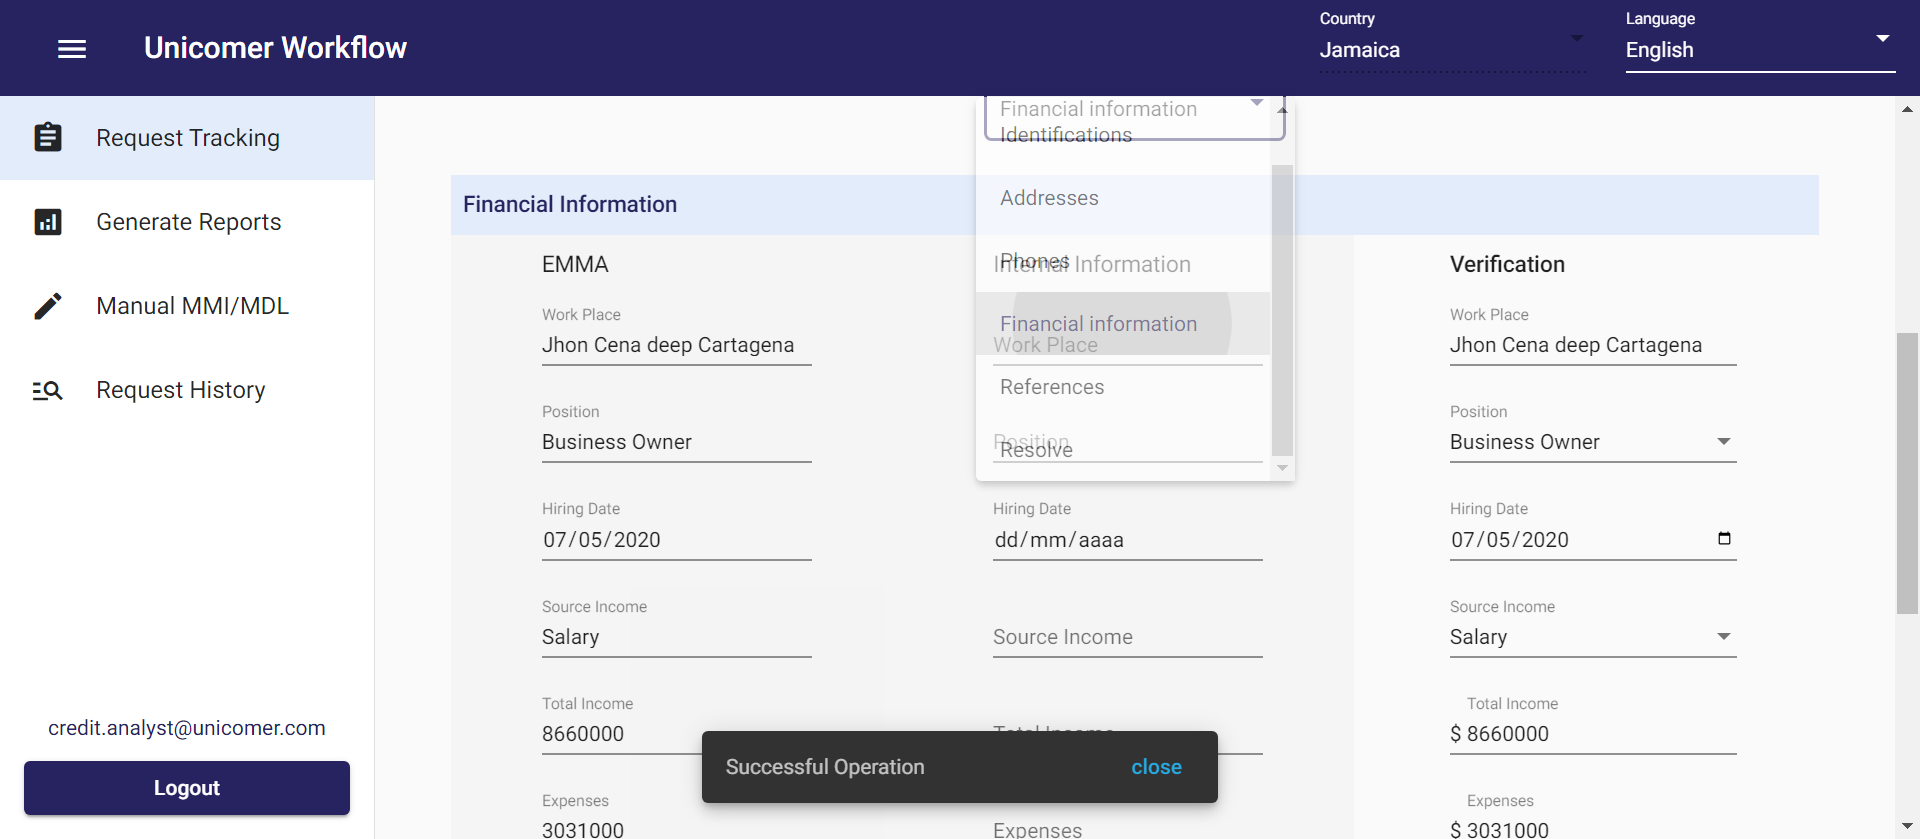 Unicomer Workflow
Country
Jamaica
Language
English
Request Tracking
Generate Reports
Manual MMI/MDL
Request History
credit.analyst@unicomer.com
Logout
Financial information
Identifications
Addresses
Phones
Financial information
References
Resolve
Financial Information
EMMA
Work Place
Jhon Cena deep Cartagena
Position
Business Owner
Hiring Date
07/05/2020
Source Income
Salary
Total Income
8660000
Expenses
3031000
Internal Information
Work Place
Position
Hiring Date
dd/mm/aaaa
Source Income
Total Income
Expenses
Verification
Work Place
Jhon Cena deep Cartagena
Position
Business Owner
Hiring Date
07/05/2020
Source Income
Salary
Total Income
$ 8660000
Expenses
$ 3031000
Successful Operation
close